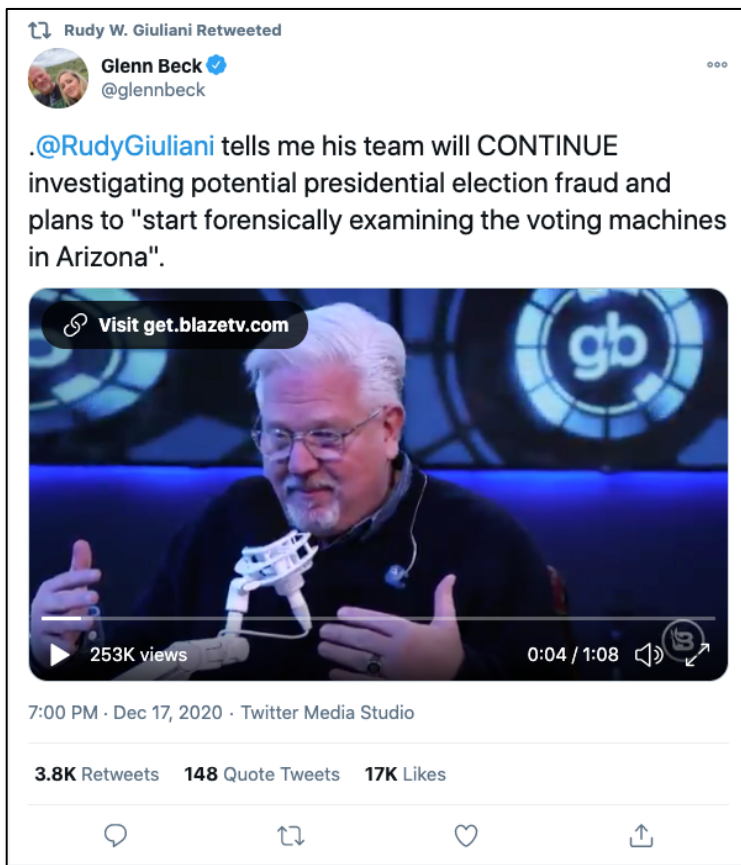 Rudy W. Giuliani Retweeted
Glenn Beck
@glennbeck
.@RudyGiuliani tells me his team will CONTINUE
investigating potential presidential election fraud and
plans to "start forensically examining the voting machines
in Arizona".
Visit get.blazetv.com
gb
253K views
0:04 / 1:08
7:00 PM · Dec 17, 2020 · Twitter Media Studio
3.8K Retweets 148 Quote Tweets 17K Likes